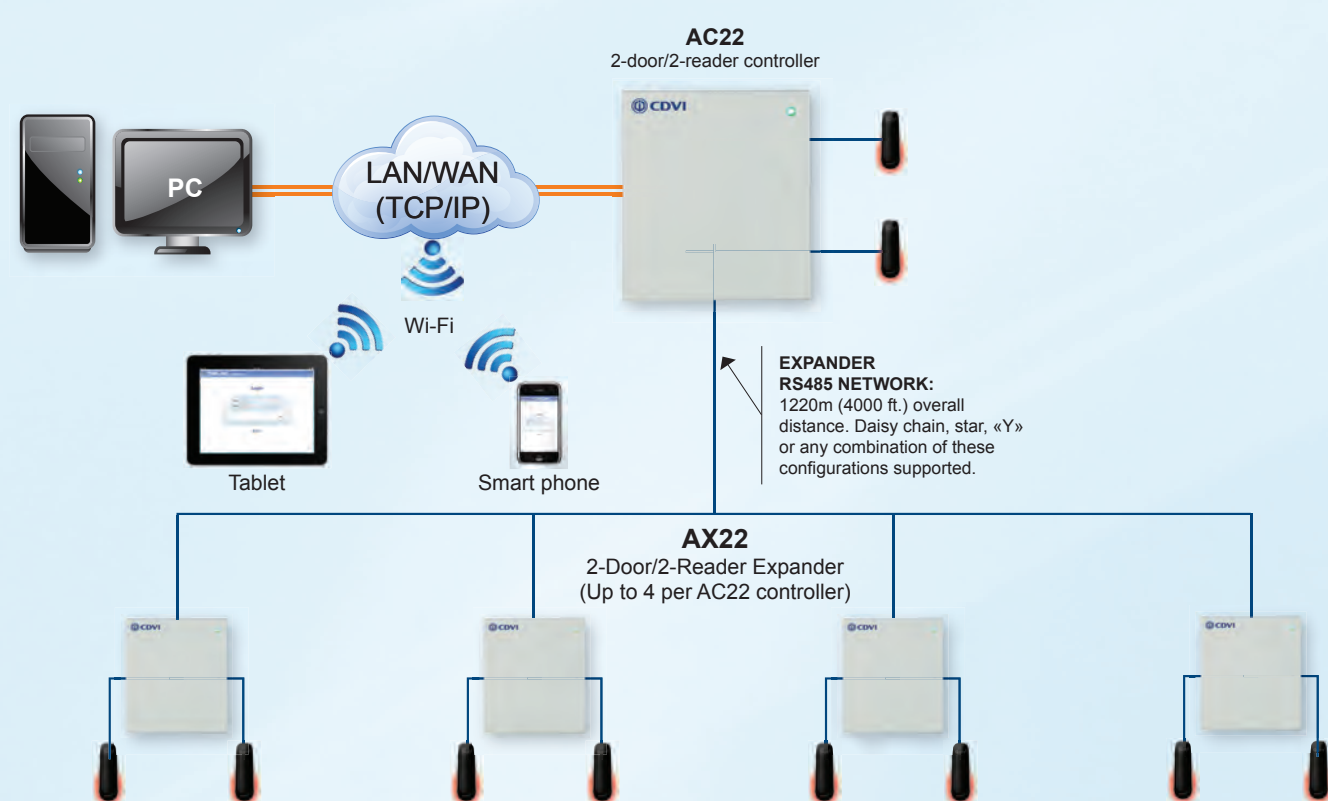 AC22
2-door/2-reader controller
CDVI
PC
LAN/WAN
(TCP/IP)
Wi-Fi
EXPANDER
RS485 NETWORK:
1220m (4000 ft.) overall
distance. Daisy chain, star, «Y»
or any combination of these
configurations supported.
Tablet
Smart phone
AX22
2-Door/2-Reader Expander
(Up to 4 per AC22 controller)
CDVI
CDVI
CDVI
CDVI